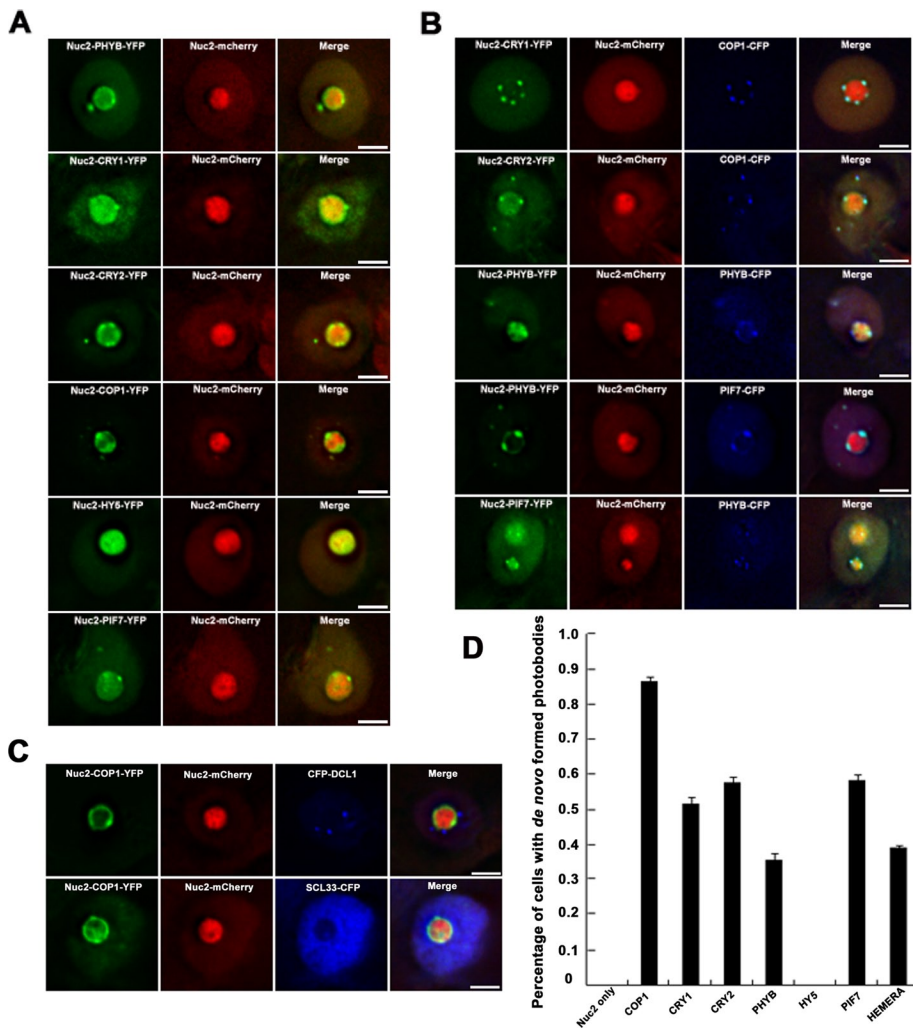 A
Nuc2-PHYB-YFP Nuc2-mcherry Merge
Nuc2-CRY1-YFP Nuc2-mCherry Merge
Nuc2-CRY2-YFP Nuc2-mCherry Merge
Nuc2-COP1-YFP Nuc2-mCherry Merge
Nuc2-HY5-YFP Nuc2-mCherry Merge
Nuc2-PIF7-YFP Nuc2-mCherry Merge
B
Nuc2-CRY1-YFP Nuc2-mCherry COP1-CFP Merge
Nuc2-CRY2-YFP Nuc2-mCherry COP1-CFP Merge
Nuc2-PHYB-YFP Nuc2-mCherry PHYB-CFP Merge
Nuc2-PHYB-YFP Nuc2-mCherry PIF7-CFP Merge
Nuc2-PIF7-YFP Nuc2-mCherry PHYB-CFP Merge
C
Nuc2-COP1-YFP Nuc2-mCherry CFP-DCL1 Merge
Nuc2-COP1-YFP Nuc2-mCherry SCL33-CFP Merge
D
Percentage of cells with de novo formed photobodies
1.0
0.9
0.8
0.7
0.6
0.5
0.4
0.3
0.2
0.1
0
Nuc2 only COP1 CRY1 CRY2 PHYB HY5 PIF7 HEMERA